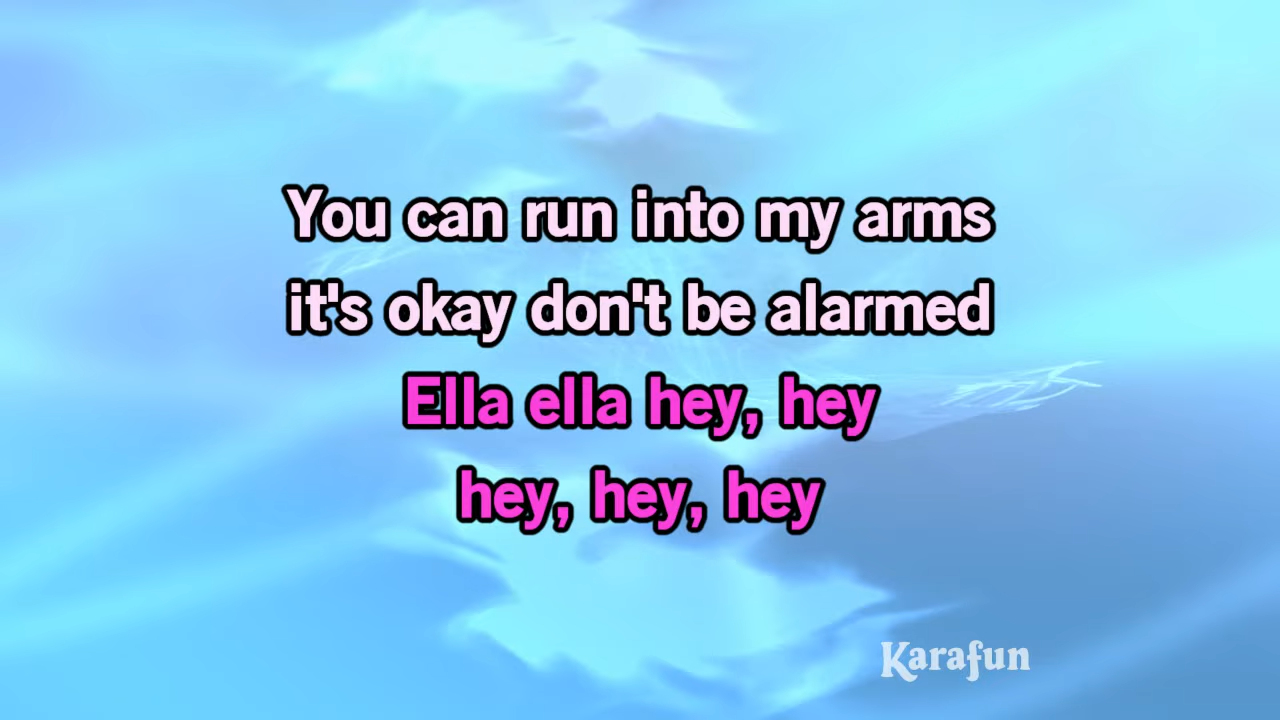 You can run into my arms
it's okay don't be alarmed
Ella ella hey, hey
hey, hey, hey
Karafun